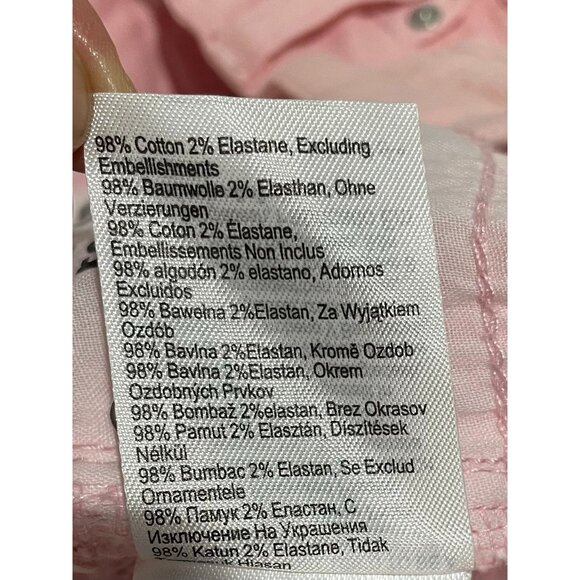 98% Cotton 2% Elastane, Excluding
Embellishments
98% Baumwolle 2% Elasthan, Ohne
Verzierungen
98% Coton 2% Élastane,
Embellissements Non Inclus
98% algodón 2% elastano, Adornos
Excluidos
98% Bawełna 2%Elastan, Za Wyjątkiem
Ozdób
98% Bavlna 2%Elastan, Kromě Ozdob
98% Bavlna 2%Elastan, Okrem
Ozdobných Prvkov
98% Bombaž 2%elastan, Brez Okrasov
98% Pamut 2% Elasztán, Díszítések
Nélkül
98% Bumbac 2% Elastan, Se Exclud
Ornamentele
98% Памук 2% Еластан, С
Изключение На Украшения
98% Katun 2% Elastane, Tidak
Hiasan